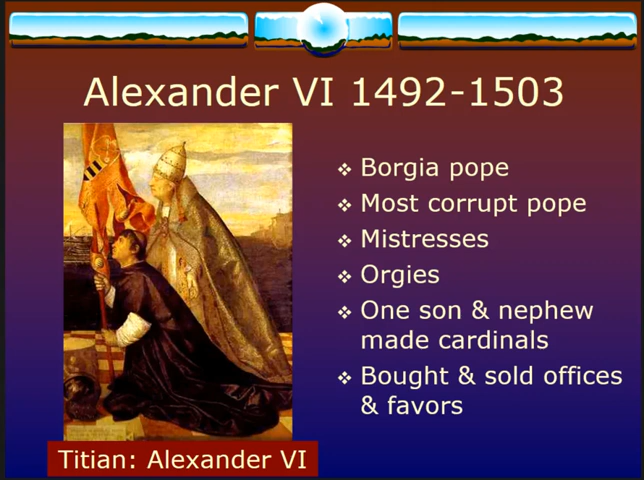 Alexander VI 1492-1503
❖ Borgia pope
❖ Most corrupt pope
❖ Mistresses
❖ Orgies
❖ One son & nephew
made cardinals
❖ Bought & sold offices
& favors
Titian: Alexander VI